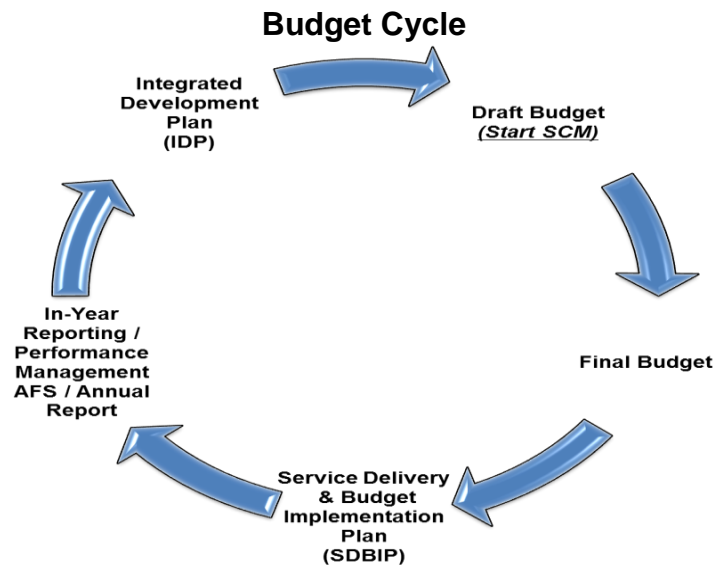 Budget Cycle
Integrated
Development
Plan
(IDP)
Draft Budget
(Start SCM)
Final Budget
Service Delivery
& Budget
Implementation
Plan
(SDBIP)
In-Year
Reporting /
Performance
Management
AFS / Annual
Report